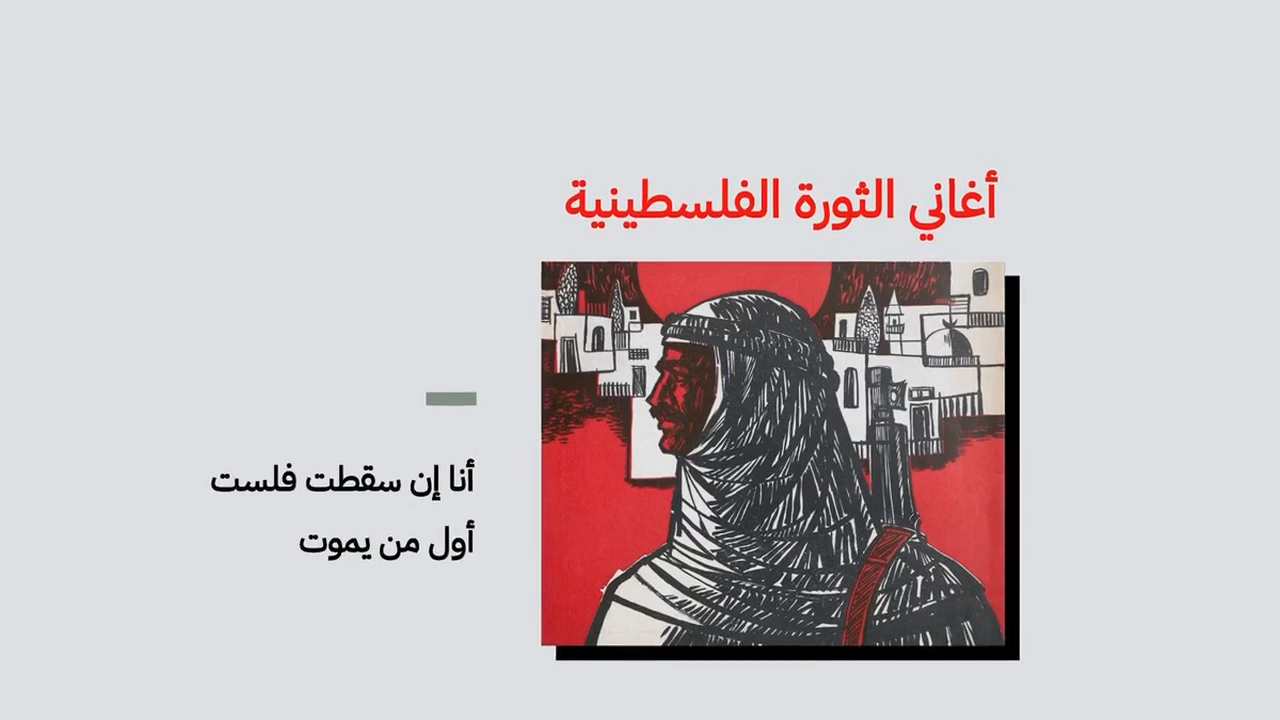 أغاني الثورة الفلسطينية
أنا إن سقطت فلست
أول من يموت